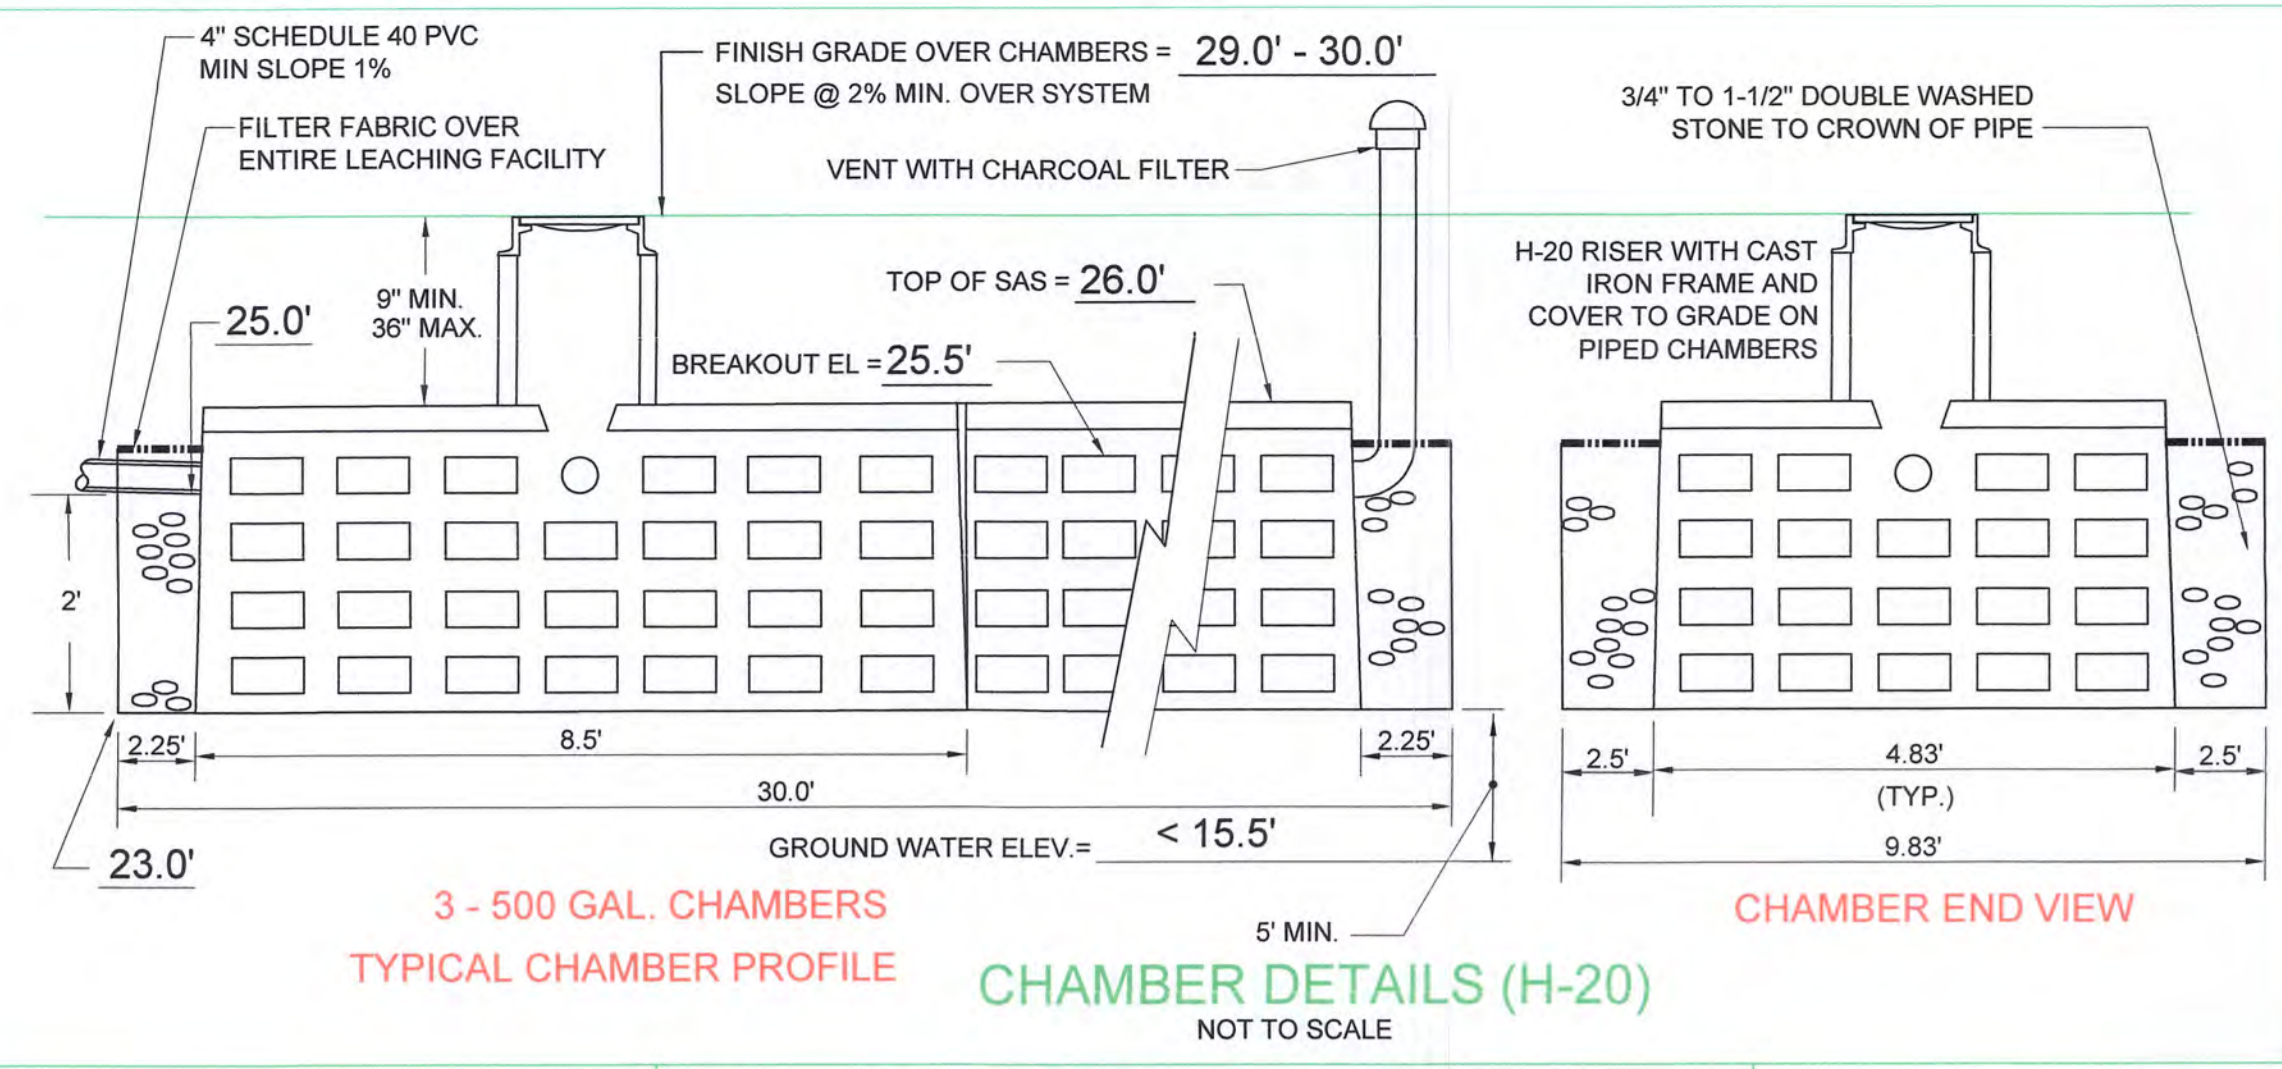 4" SCHEDULE 40 PVC
MIN SLOPE 1%
FILTER FABRIC OVER
ENTIRE LEACHING FACILITY
FINISH GRADE OVER CHAMBERS = 29.0' - 30.0'
SLOPE @ 2% MIN. OVER SYSTEM
VENT WITH CHARCOAL FILTER
3/4" TO 1-1/2" DOUBLE WASHED
STONE TO CROWN OF PIPE
9" MIN.
36" MAX.
25.0'
TOP OF SAS = 26.0'
BREAKOUT EL = 25.5'
H-20 RISER WITH CAST
IRON FRAME AND
COVER TO GRADE ON
PIPED CHAMBERS
2'
2.25'
8.5'
2.25'
30.0'
23.0'
GROUND WATER ELEV.= < 15.5'
5' MIN.
2.5'
4.83'
(TYP.)
2.5'
9.83'
3 - 500 GAL. CHAMBERS
TYPICAL CHAMBER PROFILE
CHAMBER END VIEW
CHAMBER DETAILS (H-20)
NOT TO SCALE